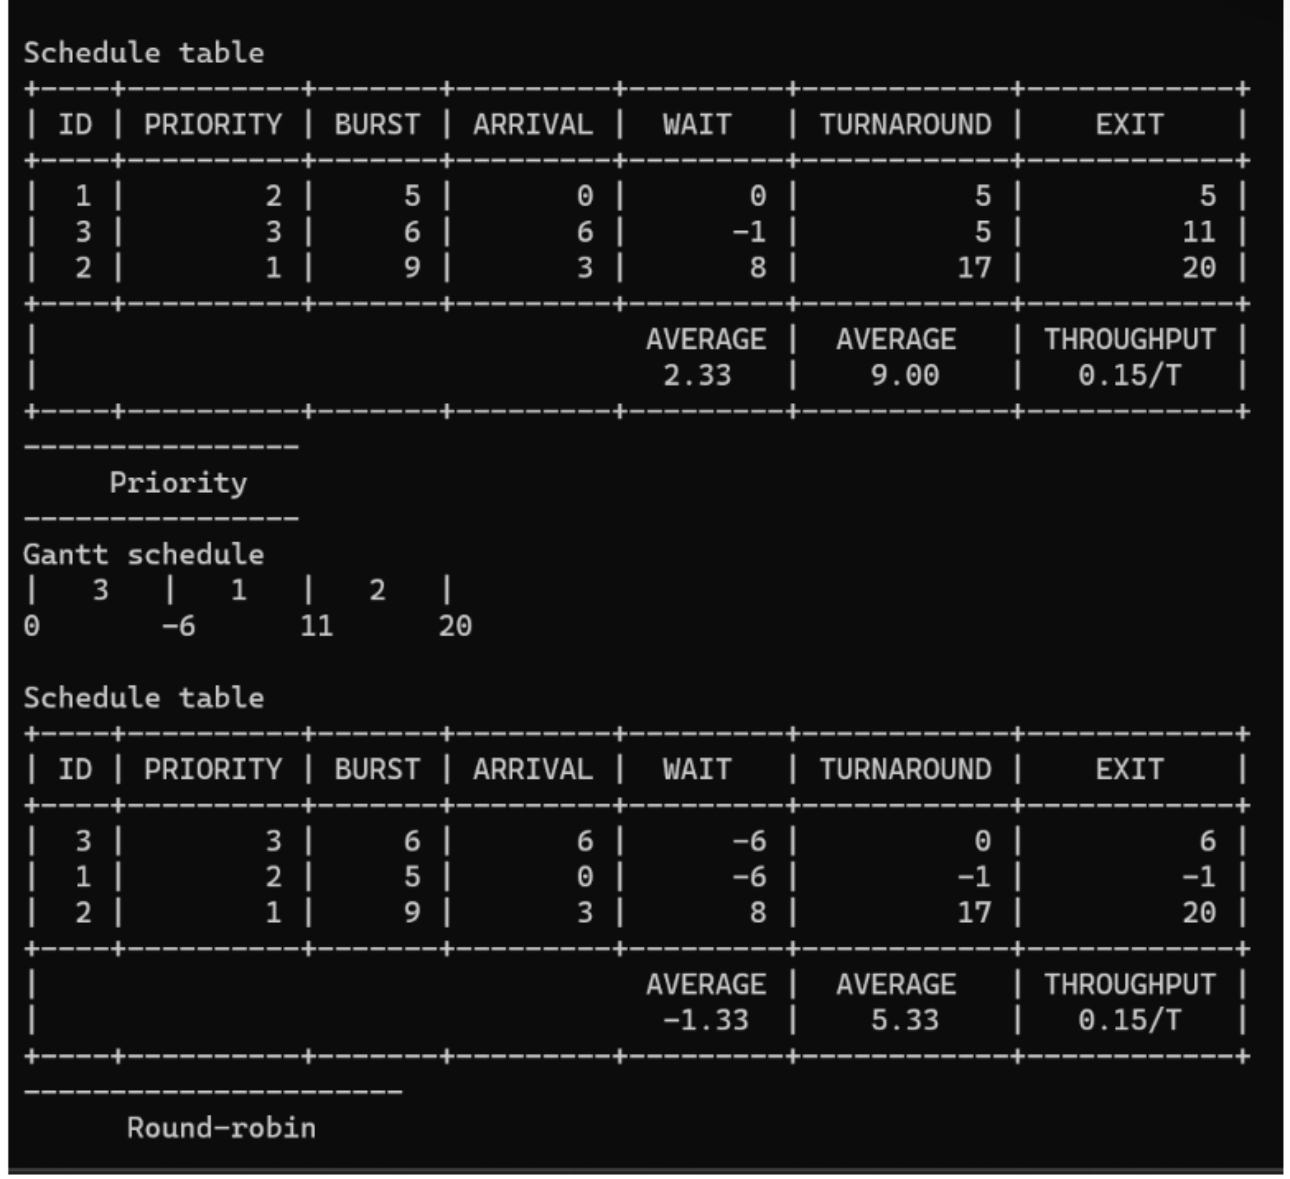 Schedule table
+----+----------+-------+---------+---------+------------+------------+
| ID | PRIORITY | BURST | ARRIVAL |  WAIT   | TURNAROUND |    EXIT    |
+----+----------+-------+---------+---------+------------+------------+
|  1 |        2 |     5 |       0 |       0 |          5 |          5 |
|  3 |        3 |     6 |       6 |      -1 |          5 |         11 |
|  2 |        1 |     9 |       3 |       8 |         17 |         20 |
+----+----------+-------+---------+---------+------------+------------+
|                                   AVERAGE |  AVERAGE   | THROUGHPUT |
|                                    2.33   |    9.00    |   0.15/T   |
+----+----------+-------+---------+---------+------------+------------+
----------------
     Priority
----------------
Gantt schedule
|   3   |   1   |   2   |
0       -6      11      20
Schedule table
+----+----------+-------+---------+---------+------------+------------+
| ID | PRIORITY | BURST | ARRIVAL |  WAIT   | TURNAROUND |    EXIT    |
+----+----------+-------+---------+---------+------------+------------+
|  3 |        3 |     6 |       6 |      -6 |          0 |          6 |
|  1 |        2 |     5 |       0 |      -6 |         -1 |         -1 |
|  2 |        1 |     9 |       3 |       8 |         17 |         20 |
+----+----------+-------+---------+---------+------------+------------+
|                                   AVERAGE |  AVERAGE   | THROUGHPUT |
|                                    -1.33  |    5.33    |   0.15/T   |
+----+----------+-------+---------+---------+------------+------------+
----------------------
      Round-robin